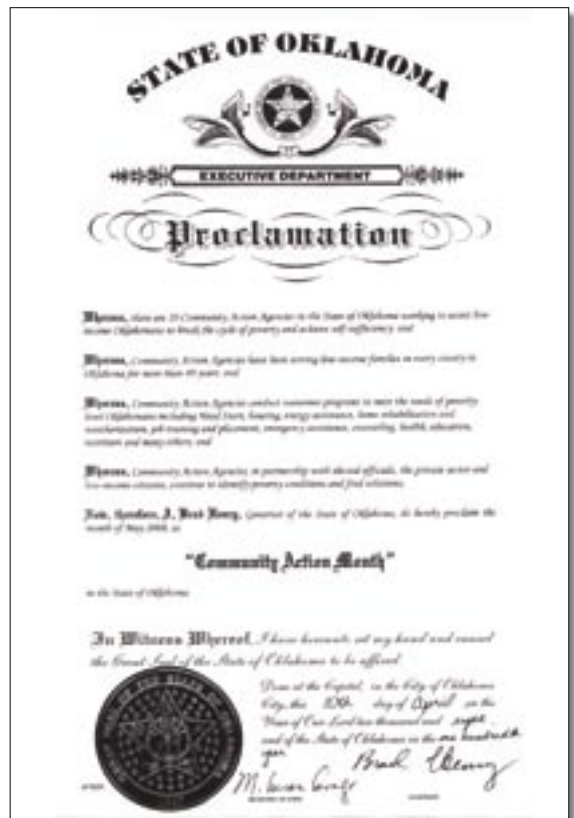 STATE OF OKLAHOMA
EXECUTIVE DEPARTMENT
Proclamation
Whereas, there are 20 Community Action Agencies in the State of Oklahoma working to assist low-
income Oklahomans to break the cycle of poverty and achieve self-sufficiency; and
Whereas, Community Action Agencies have been serving low-income families in every county in
Oklahoma for more than 40 years; and
Whereas, Community Action Agencies conduct numerous programs to meet the needs of poverty
level Oklahomans including Head Start, housing, energy assistance, home rehabilitation and
weatherization, job training and placement, emergency assistance, counseling, health, education,
nutrition and many others; and
Whereas, Community Action Agencies, in partnership with elected officials, the private sector and
low-income citizens, continue to identify poverty conditions and find solutions;
Now, therefore, I, Brad Henry, Governor of the State of Oklahoma, do hereby proclaim the
month of May 2008, as
"Community Action Month"
in the State of Oklahoma.
In Witness Whereof, I have hereunto set my hand and caused
the Great Seal of the State of Oklahoma to be affixed.
Done at the Capitol, in the City of Oklahoma
City, this 10th day of April in the
Year of Our Lord two thousand and eight
and of the State of Oklahoma in the one hundredth
year
Brad Henry
M. Susan Savage